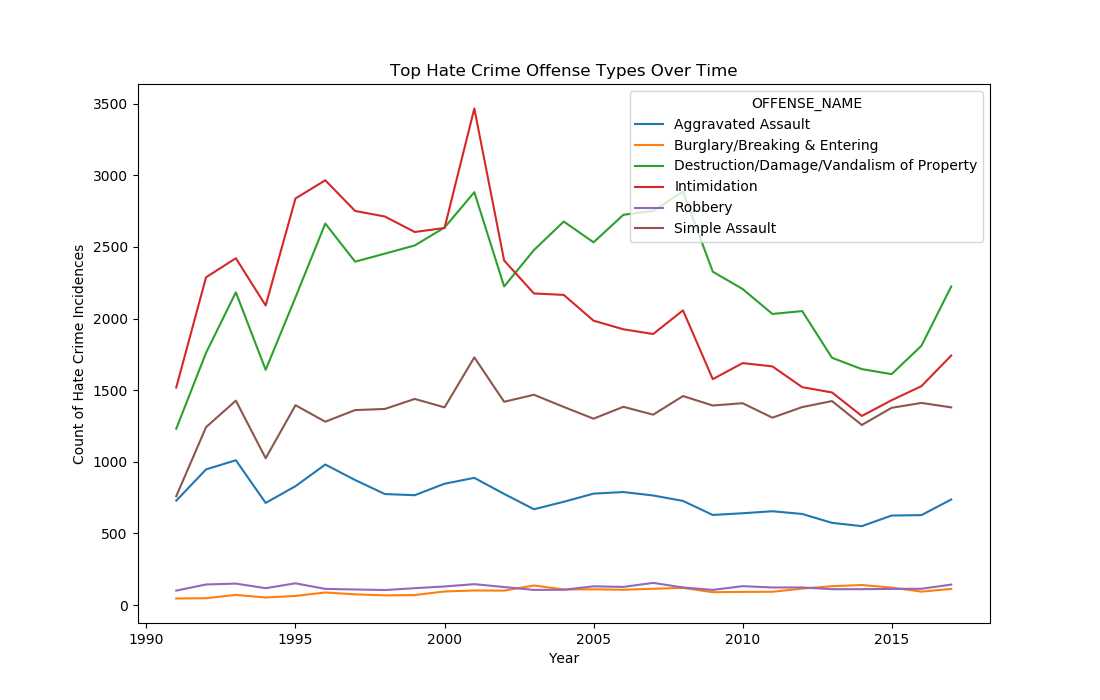 Top Hate Crime Offense Types Over Time
OFFENSE_NAME
Aggravated Assault
Burglary/Breaking & Entering
Destruction/Damage/Vandalism of Property
Intimidation
Robbery
Simple Assault
3500
3000
2500
2000
1500
1000
500
0
Count of Hate Crime Incidences
1990 1995 2000 2005 2010 2015
Year